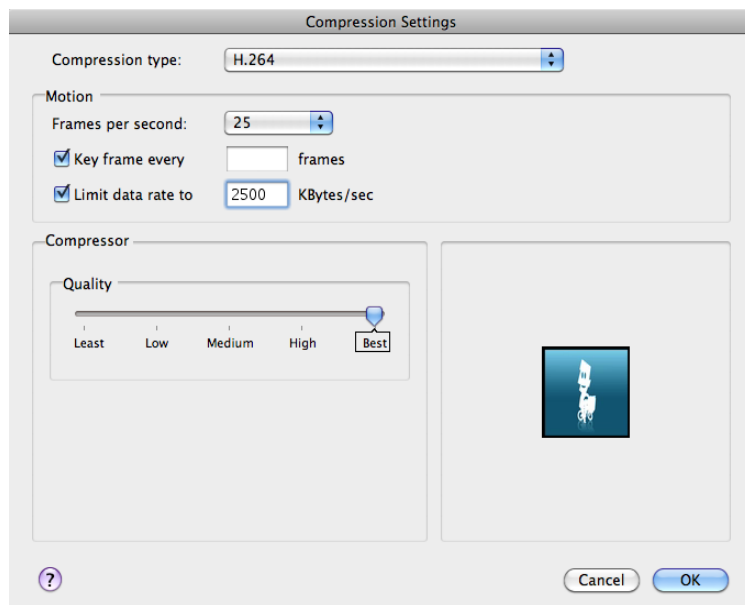 Compression Settings
Compression type: H.264
Motion
Frames per second: 25
Key frame every frames
Limit data rate to 2500 KBytes/sec
Compressor
Quality
Least Low Medium High Best
? Cancel OK